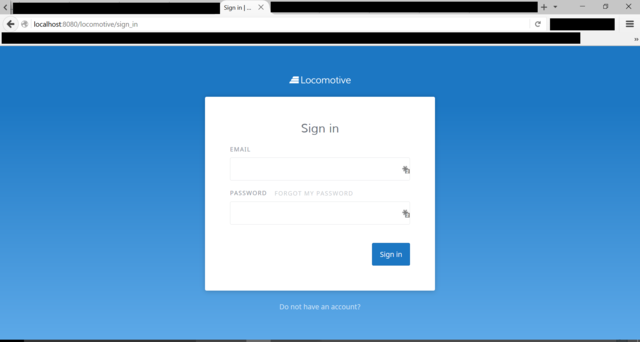 Sign in | ...
localhost:8080/locomotive/sign_in
Locomotive
Sign in
EMAIL
PASSWORD FORGOT MY PASSWORD
Sign in
Do not have an account?